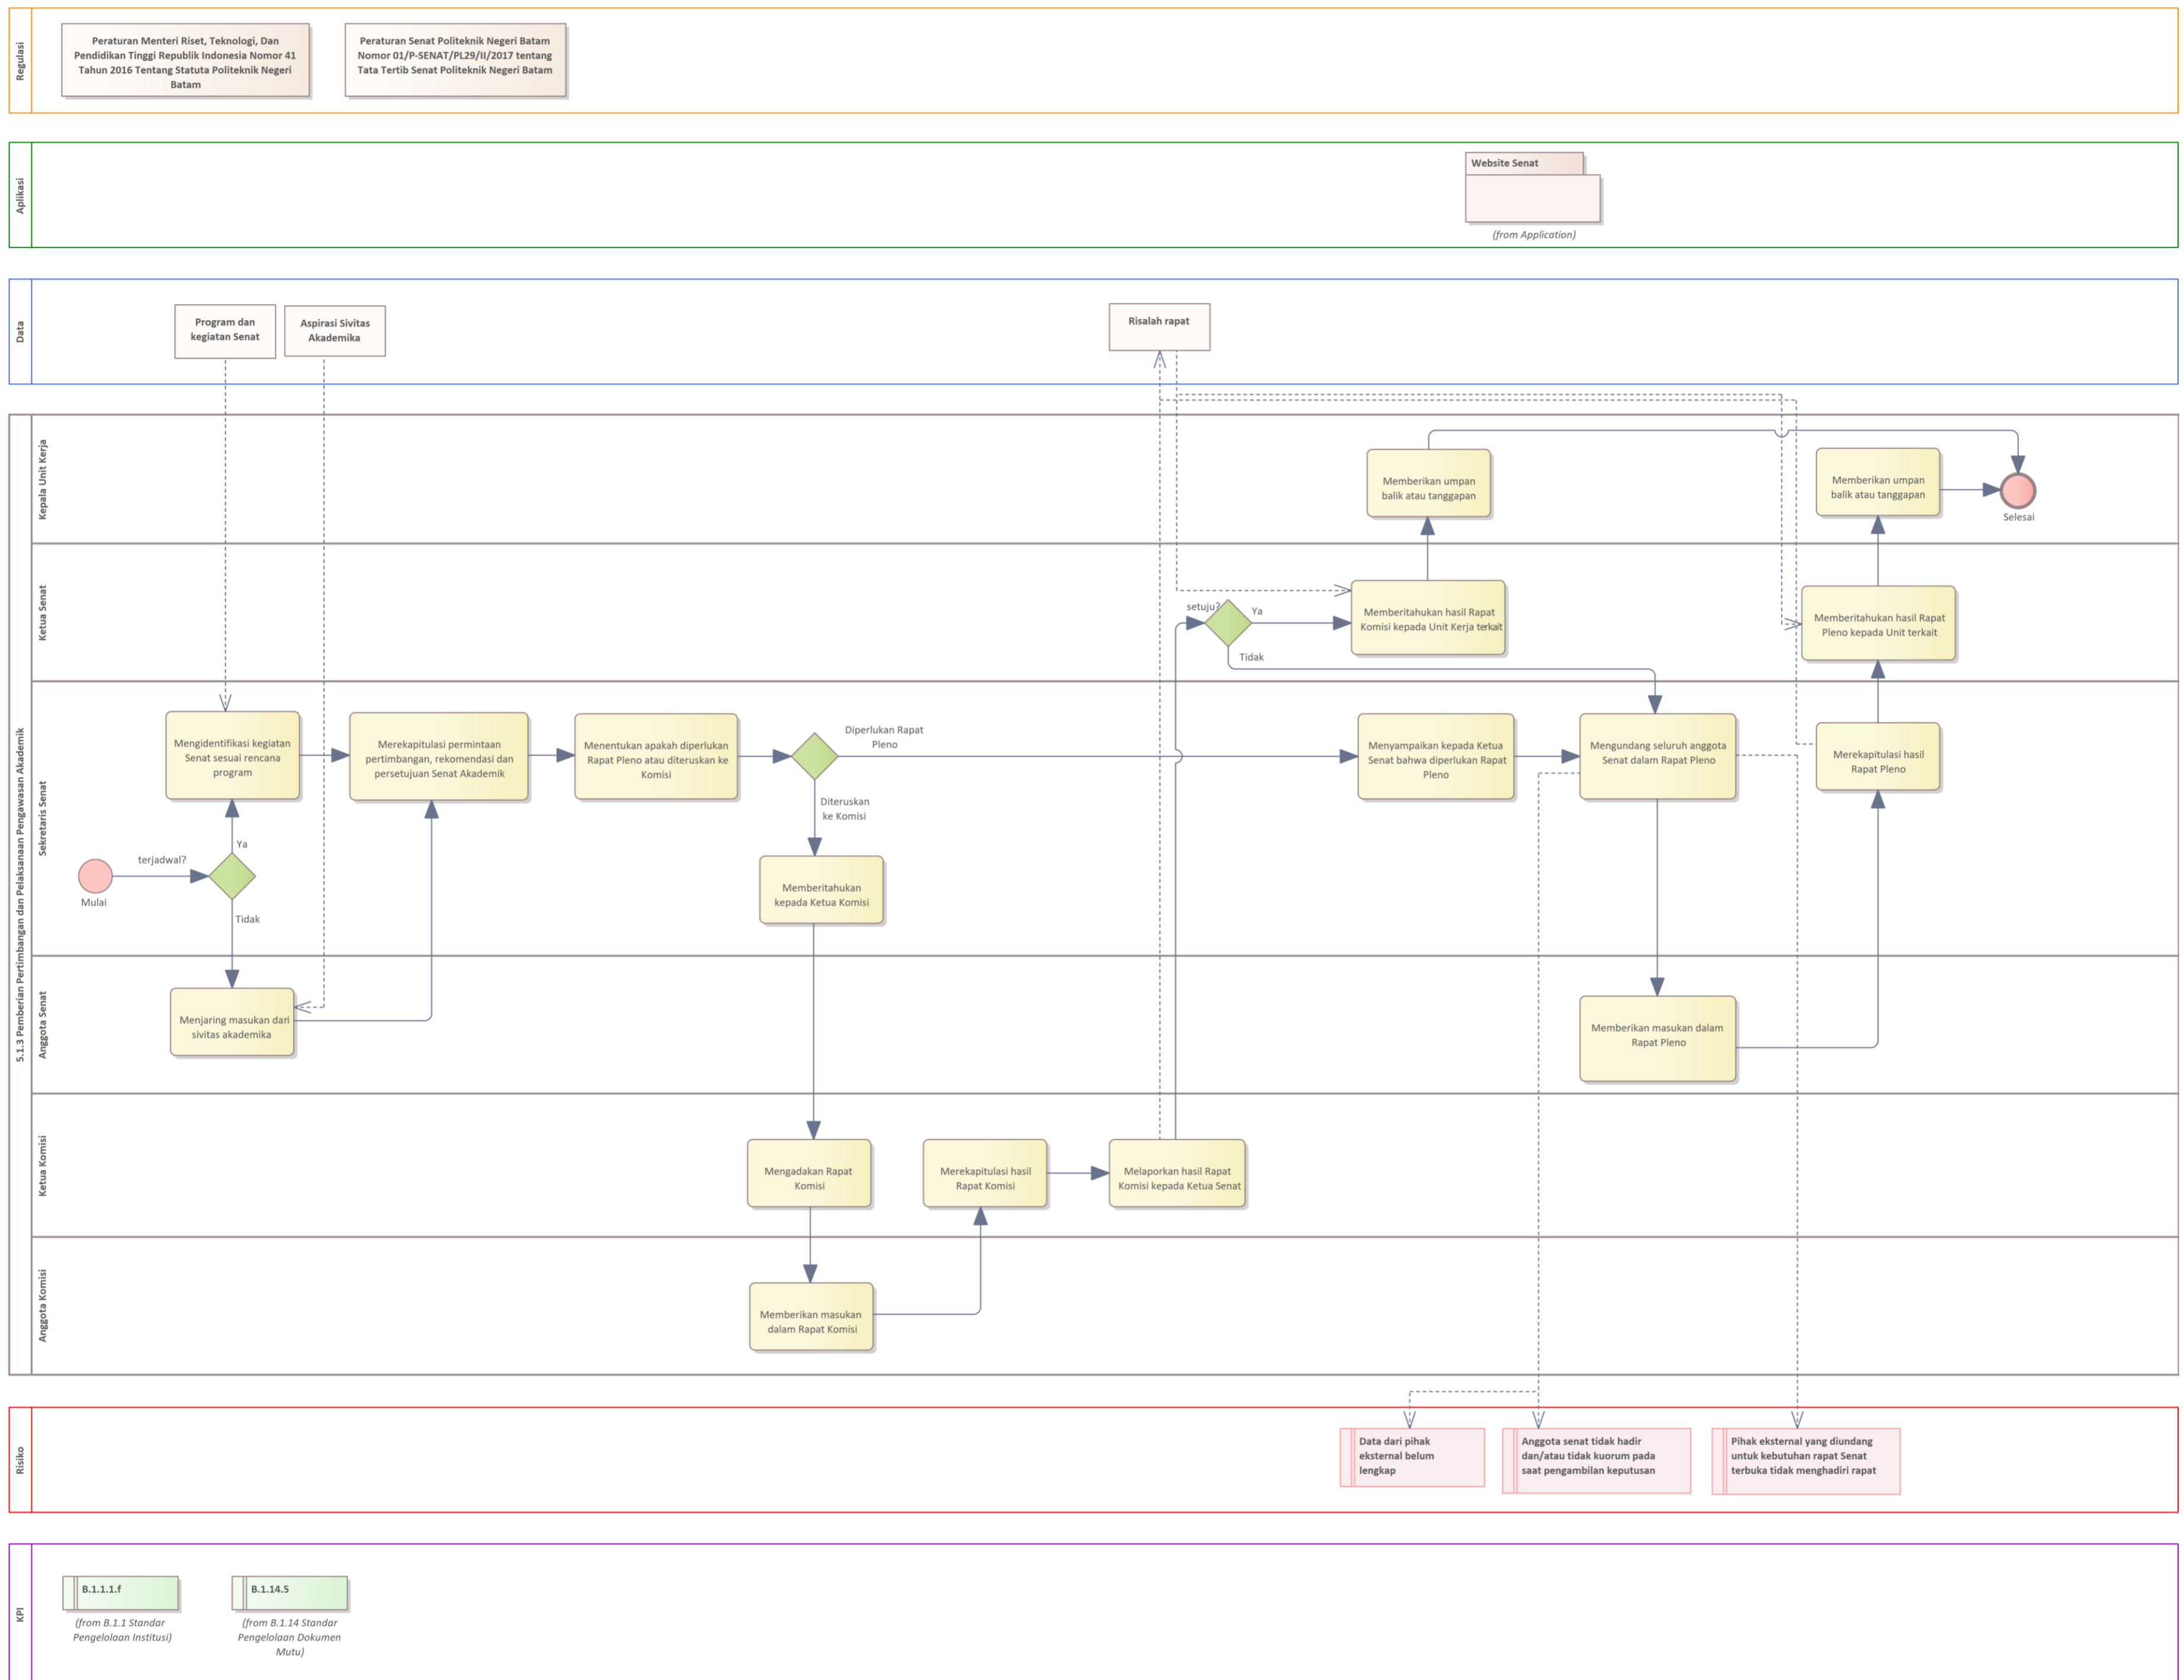 Regulasi
Peraturan Menteri Riset, Teknologi, Dan
Pendidikan Tinggi Republik Indonesia Nomor 41
Tahun 2016 Tentang Statuta Politeknik Negeri
Batam
Peraturan Senat Politeknik Negeri Batam
Nomor 01/P-SENAT/PL29/II/2017 tentang
Tata Tertib Senat Politeknik Negeri Batam
Aplikasi
Website Senat
(from Application)
Data
Program dan
kegiatan Senat
Aspirasi Sivitas
Akademika
Risalah rapat
5.1.3 Pemberian Pertimbangan dan Pelaksanaan Pengawasan Akademik
Kepala Unit Kerja
Memberikan umpan
balik atau tanggapan
Memberikan umpan
balik atau tanggapan
Selesai
Ketua Senat
setuju?
Ya
Tidak
Memberitahukan hasil Rapat
Komisi kepada Unit Kerja terkait
Memberitahukan hasil Rapat
Pleno kepada Unit terkait
Sekretaris Senat
Mulai
terjadwal?
Ya
Tidak
Mengidentifikasi kegiatan
Senat sesuai rencana
program
Merekapitulasi permintaan
pertimbangan, rekomendasi dan
persetujuan Senat Akademik
Menentukan apakah diperlukan
Rapat Pleno atau diteruskan ke
Komisi
Diperlukan Rapat
Pleno
Diteruskan
ke Komisi
Memberitahukan
kepada Ketua Komisi
Menyampaikan kepada Ketua
Senat bahwa diperlukan Rapat
Pleno
Mengundang seluruh anggota
Senat dalam Rapat Pleno
Merekapitulasi hasil
Rapat Pleno
Anggota Senat
Menjaring masukan dari
sivitas akademika
Memberikan masukan dalam
Rapat Pleno
Ketua Komisi
Mengadakan Rapat
Komisi
Merekapitulasi hasil
Rapat Komisi
Melaporkan hasil Rapat
Komisi kepada Ketua Senat
Anggota Komisi
Memberikan masukan
dalam Rapat Komisi
Risiko
Data dari pihak
eksternal belum
lengkap
Anggota senat tidak hadir
dan/atau tidak kuorum pada
saat pengambilan keputusan
Pihak eksternal yang diundang
untuk kebutuhan rapat Senat
terbuka tidak menghadiri rapat
KPI
B.1.1.1.f
(from B.1.1 Standar
Pengelolaan Institusi)
B.1.14.5
(from B.1.14 Standar
Pengelolaan Dokumen
Mutu)